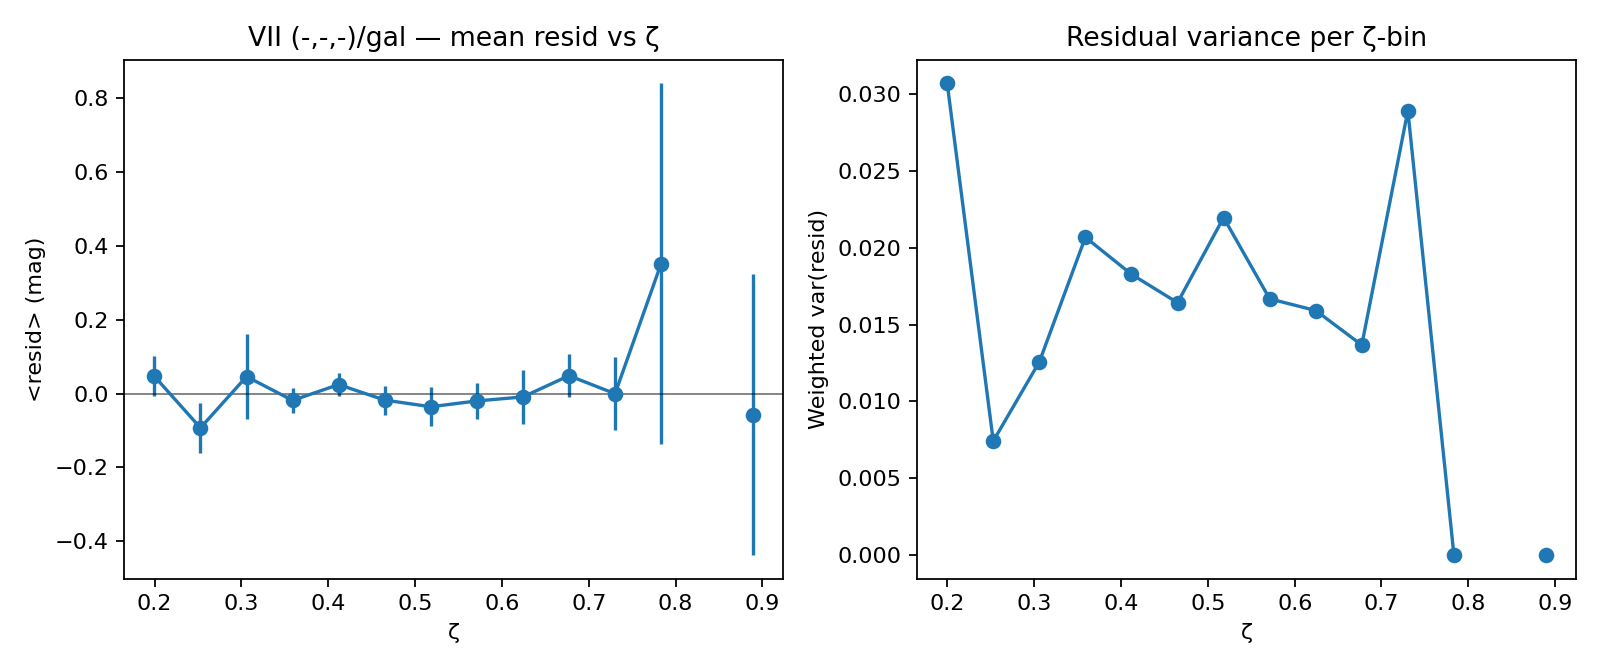 VII (-,-,-)/gal — mean resid vs ζ
<resid> (mag)
0.8
0.6
0.4
0.2
0.0
−0.2
−0.4
0.2 0.3 0.4 0.5 0.6 0.7 0.8 0.9
ζ
Residual variance per ζ-bin
Weighted var(resid)
0.030
0.025
0.020
0.015
0.010
0.005
0.000
0.2 0.3 0.4 0.5 0.6 0.7 0.8 0.9
ζ